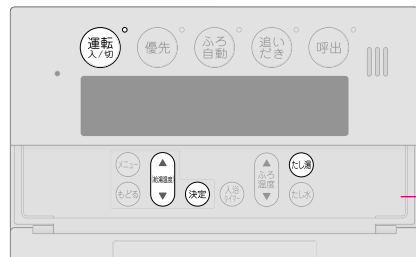 運転
入/切
優先
ふろ
自動
追い
だき
呼出
メニュー
給湯温度
ふろ
温度
たし湯
もどる
決定
入浴
タイマー
たし水